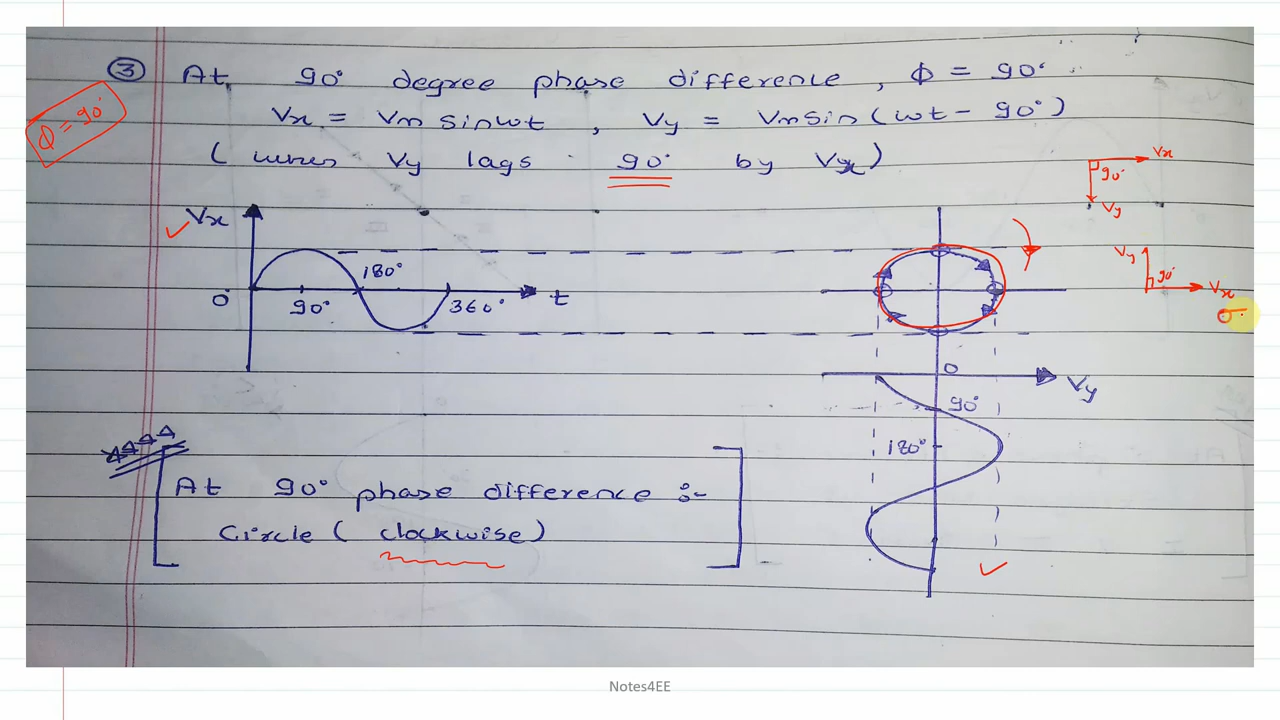 ③ At 90° degree phase difference, Φ = 90°
Vx = Vm sinwt , Vy = Vm sin(wt - 90°)
( when Vy lags 90° by Vx)
Φ = 90°
Vx
90°
Vy
Vx
180°
0
90°
360°
t
Vy
90°
Vx
0
Vy
90°
180°
At 90° phase difference :-
Circle ( clockwise)
Notes4EE